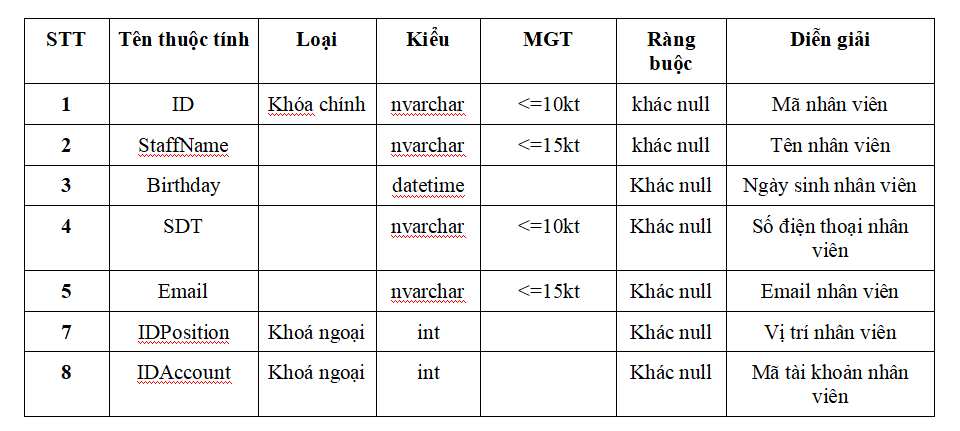 STT Tên thuộc tính Loại Kiểu MGT Ràng buộc Diễn giải
1 ID Khóa chính nvarchar <=10kt khác null Mã nhân viên
2 StaffName nvarchar <=15kt khác null Tên nhân viên
3 Birthday datetime Khác null Ngày sinh nhân viên
4 SDT nvarchar <=10kt Khác null Số điện thoại nhân viên
5 Email nvarchar <=15kt Khác null Email nhân viên
7 IDPosition Khoá ngoại int Khác null Vị trí nhân viên
8 IDAccount Khoá ngoại int Khác null Mã tài khoản nhân viên